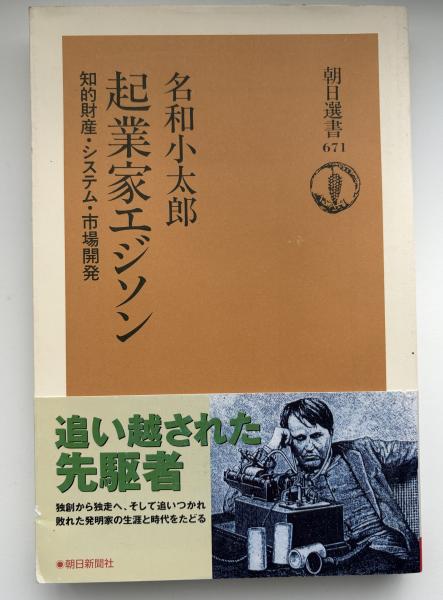 朝日選書
671
名和小太郎
起業家エジソン
知的財産・システム・市場開発
追い越された
先駆者
独創から独走へ、そして追いつかれ
敗れた発明家の生涯と時代をたどる
朝日新聞社